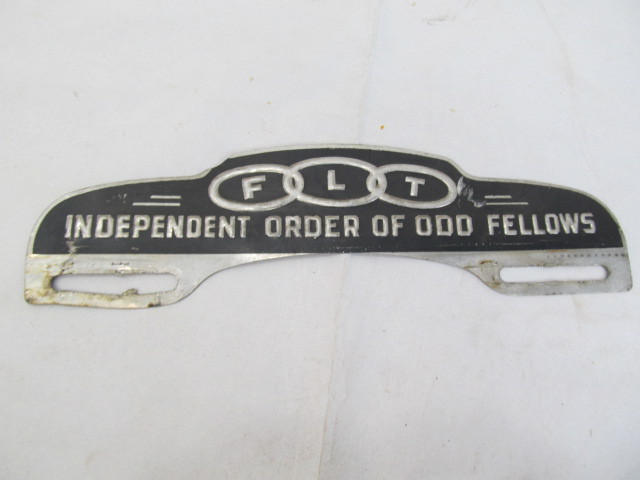 F L T
INDEPENDENT ORDER OF ODD FELLOWS